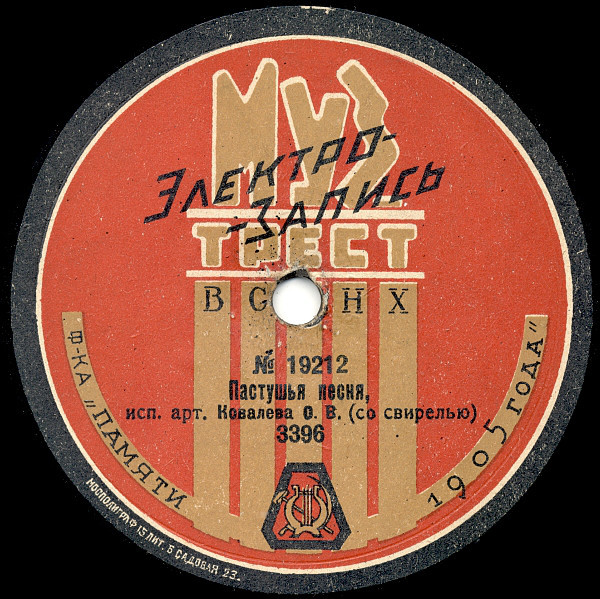 Муз
Электро-
-Запись
ТРЕСТ
В С Н Х
№ 19212
Пастушья песня,
исп. арт. Ковалева О. В. (со свирелью)
3396
Ф-КА „ПАМЯТИ
1905 ГОДА"
МОСПОЛИГРАФ 15 ЛИТ. Б САДОВАЯ 23.